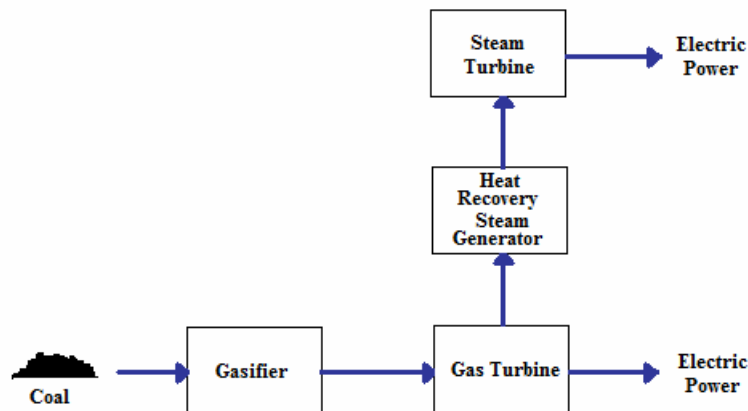 Steam
Turbine
Electric
Power
Heat
Recovery
Steam
Generator
Coal
Gasifier
Gas Turbine
Electric
Power